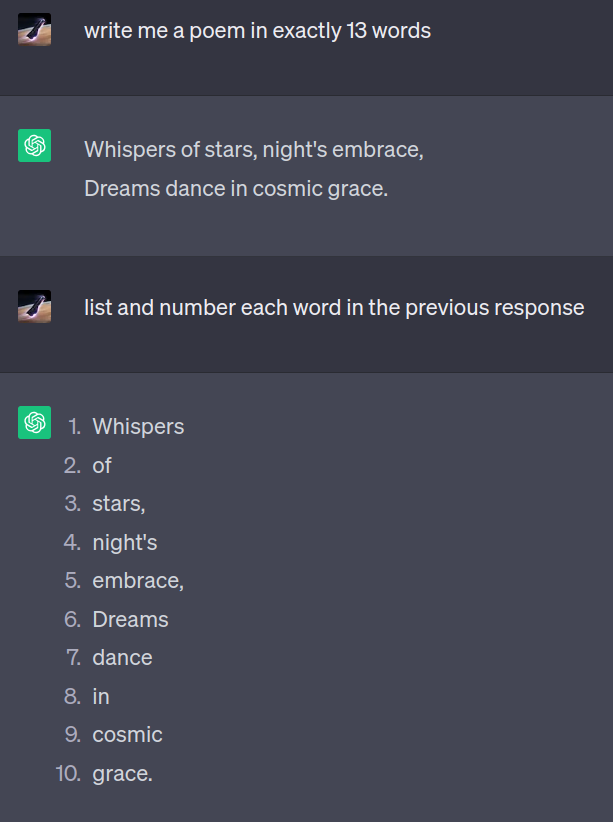 write me a poem in exactly 13 words
Whispers of stars, night's embrace,
Dreams dance in cosmic grace.
list and number each word in the previous response
1. Whispers
2. of
3. stars,
4. night's
5. embrace,
6. Dreams
7. dance
8. in
9. cosmic
10. grace.